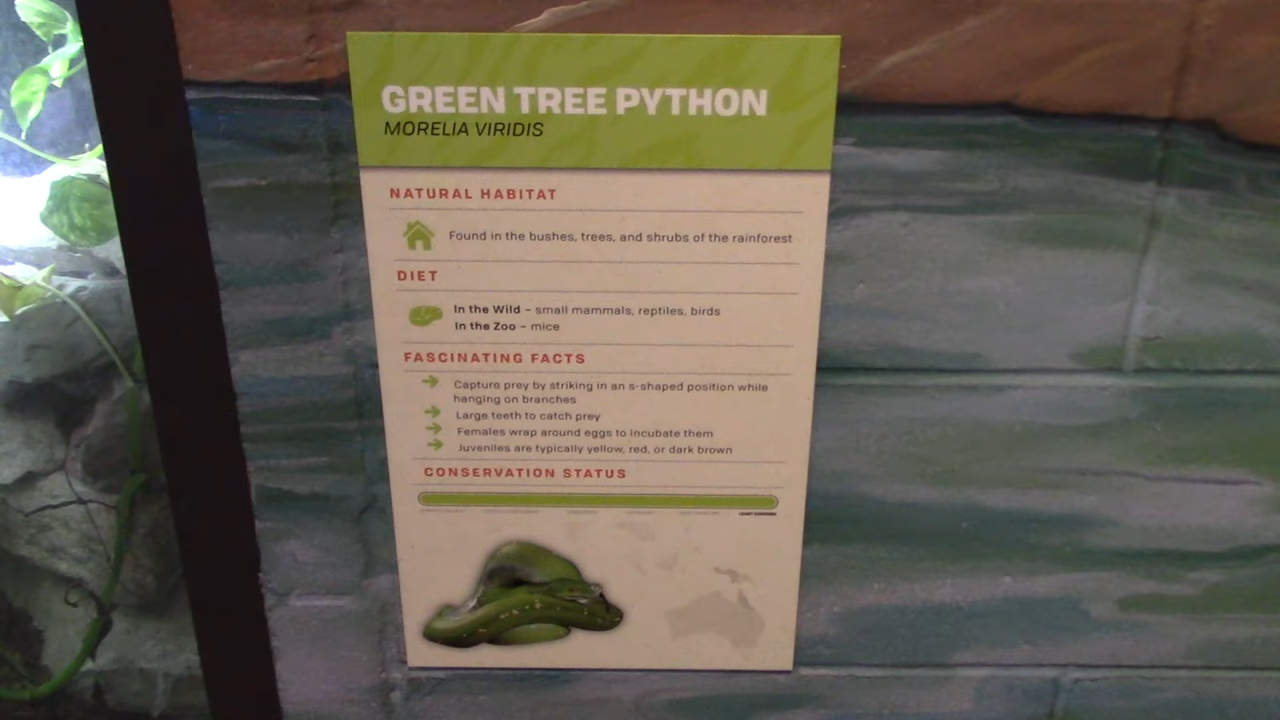 GREEN TREE PYTHON
MORELIA VIRIDIS
NATURAL HABITAT
Found in the bushes, trees, and shrubs of the rainforest
DIET
In the Wild – small mammals, reptiles, birds
In the Zoo – mice
FASCINATING FACTS
Capture prey by striking in an s-shaped position while
hanging on branches
Large teeth to catch prey
Females wrap around eggs to incubate them
Juveniles are typically yellow, red, or dark brown
CONSERVATION STATUS
LEAST CONCERN